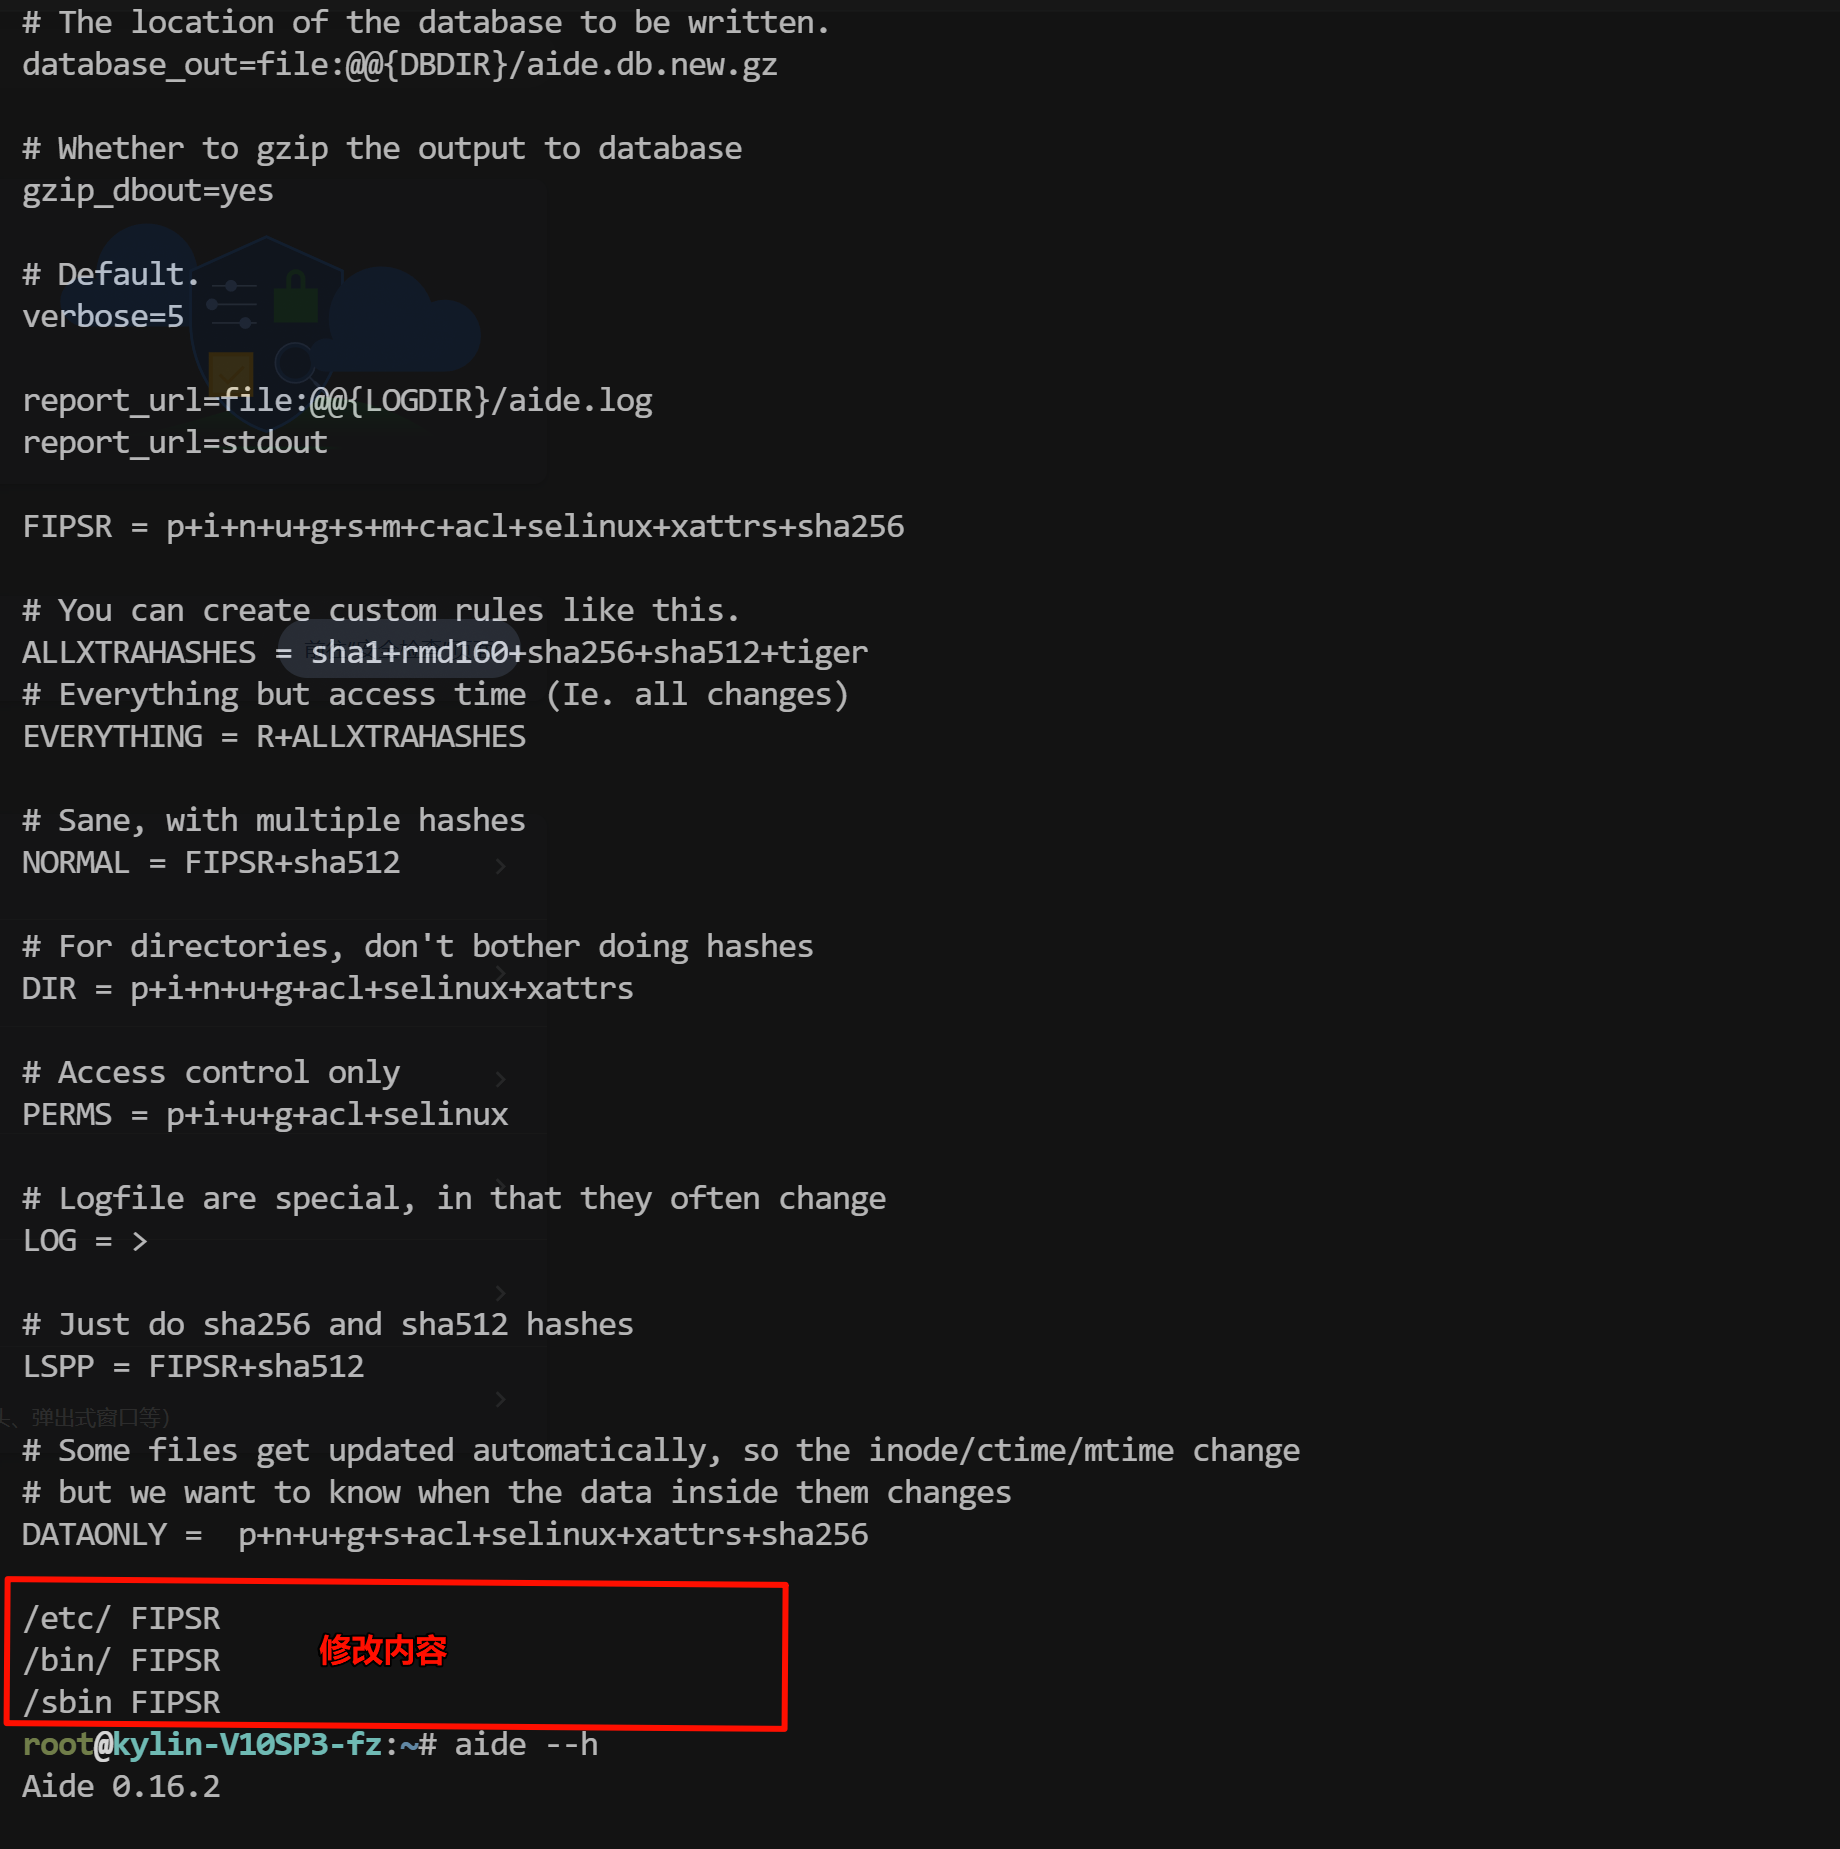 # The location of the database to be written.
database_out=file:@@{DBDIR}/aide.db.new.gz
# Whether to gzip the output to database
gzip_dbout=yes
# Default.
verbose=5
report_url=file:@@{LOGDIR}/aide.log
report_url=stdout
FIPSR = p+i+n+u+g+s+m+c+acl+selinux+xattrs+sha256
# You can create custom rules like this.
ALLXTRAHASHES = sha1+rmd160+sha256+sha512+tiger
# Everything but access time (Ie. all changes)
EVERYTHING = R+ALLXTRAHASHES
# Sane, with multiple hashes
NORMAL = FIPSR+sha512
# For directories, don't bother doing hashes
DIR = p+i+n+u+g+acl+selinux+xattrs
# Access control only
PERMS = p+i+u+g+acl+selinux
# Logfile are special, in that they often change
LOG = >
# Just do sha256 and sha512 hashes
LSPP = FIPSR+sha512
头、弹出式窗口等)
# Some files get updated automatically, so the inode/ctime/mtime change
# but we want to know when the data inside them changes
DATAONLY =  p+n+u+g+s+acl+selinux+xattrs+sha256
/etc/ FIPSR
/bin/ FIPSR
修改内容
/sbin FIPSR
root@kylin-V10SP3-fz:~# aide --h
Aide 0.16.2